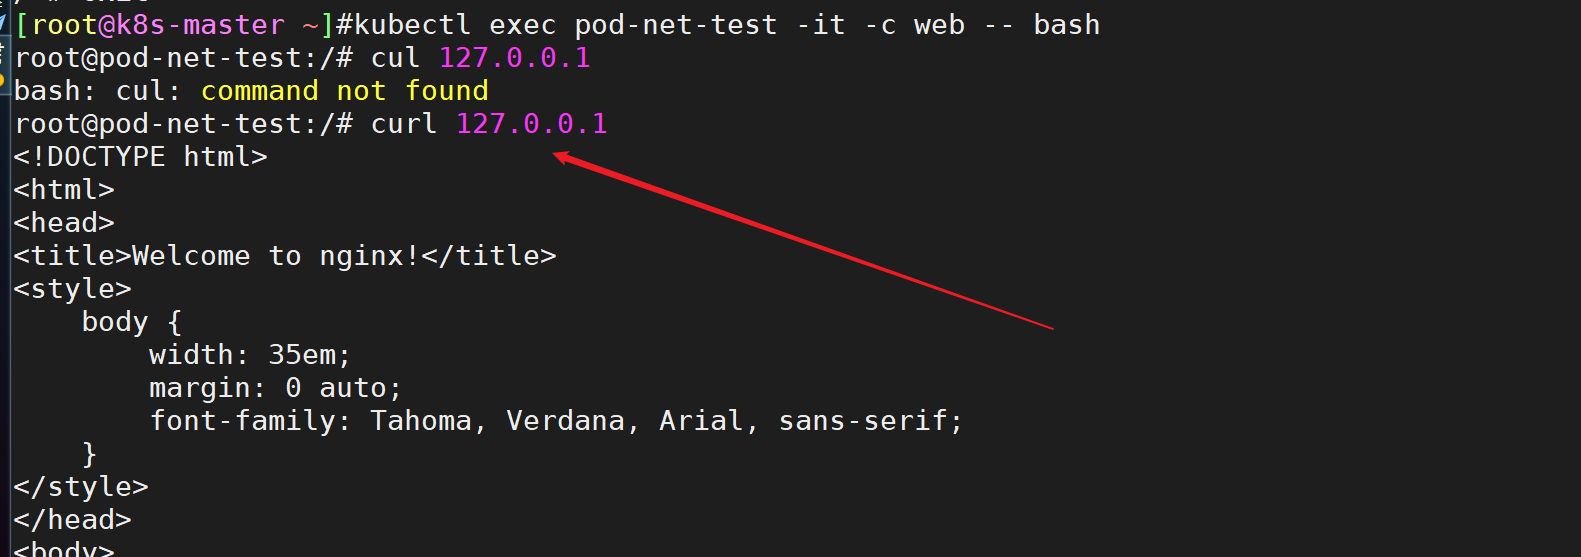 [root@k8s-master ~]#kubectl exec pod-net-test -it -c web -- bash
root@pod-net-test:/# cul 127.0.0.1
bash: cul: command not found
root@pod-net-test:/# curl 127.0.0.1
<!DOCTYPE html>
<html>
<head>
<title>Welcome to nginx!</title>
<style>
    body {
        width: 35em;
        margin: 0 auto;
        font-family: Tahoma, Verdana, Arial, sans-serif;
    }
</style>
</head>
<body>